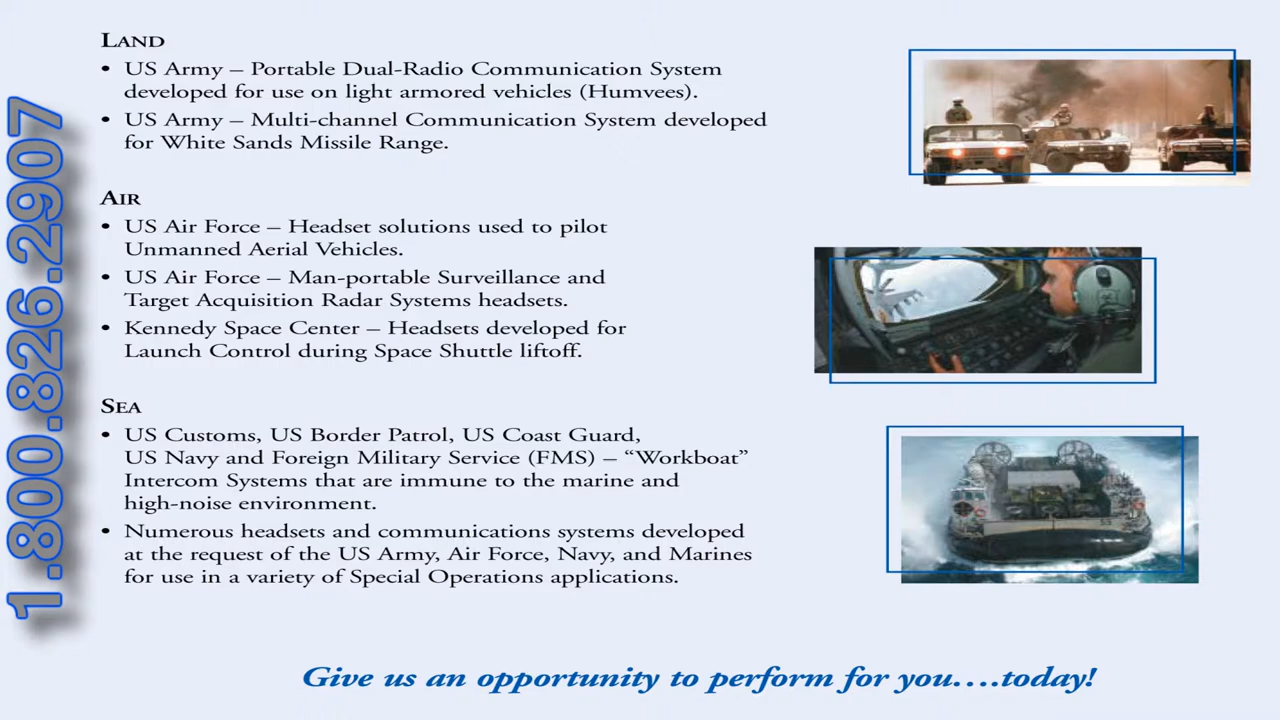 1.800.826.2907
LAND
• US Army – Portable Dual-Radio Communication System
developed for use on light armored vehicles (Humvees).
• US Army – Multi-channel Communication System developed
for White Sands Missile Range.
AIR
• US Air Force – Headset solutions used to pilot
Unmanned Aerial Vehicles.
• US Air Force – Man-portable Surveillance and
Target Acquisition Radar Systems headsets.
• Kennedy Space Center – Headsets developed for
Launch Control during Space Shuttle liftoff.
SEA
• US Customs, US Border Patrol, US Coast Guard,
US Navy and Foreign Military Service (FMS) – “Workboat”
Intercom Systems that are immune to the marine and
high-noise environment.
• Numerous headsets and communications systems developed
at the request of the US Army, Air Force, Navy, and Marines
for use in a variety of Special Operations applications.
Give us an opportunity to perform for you....today!